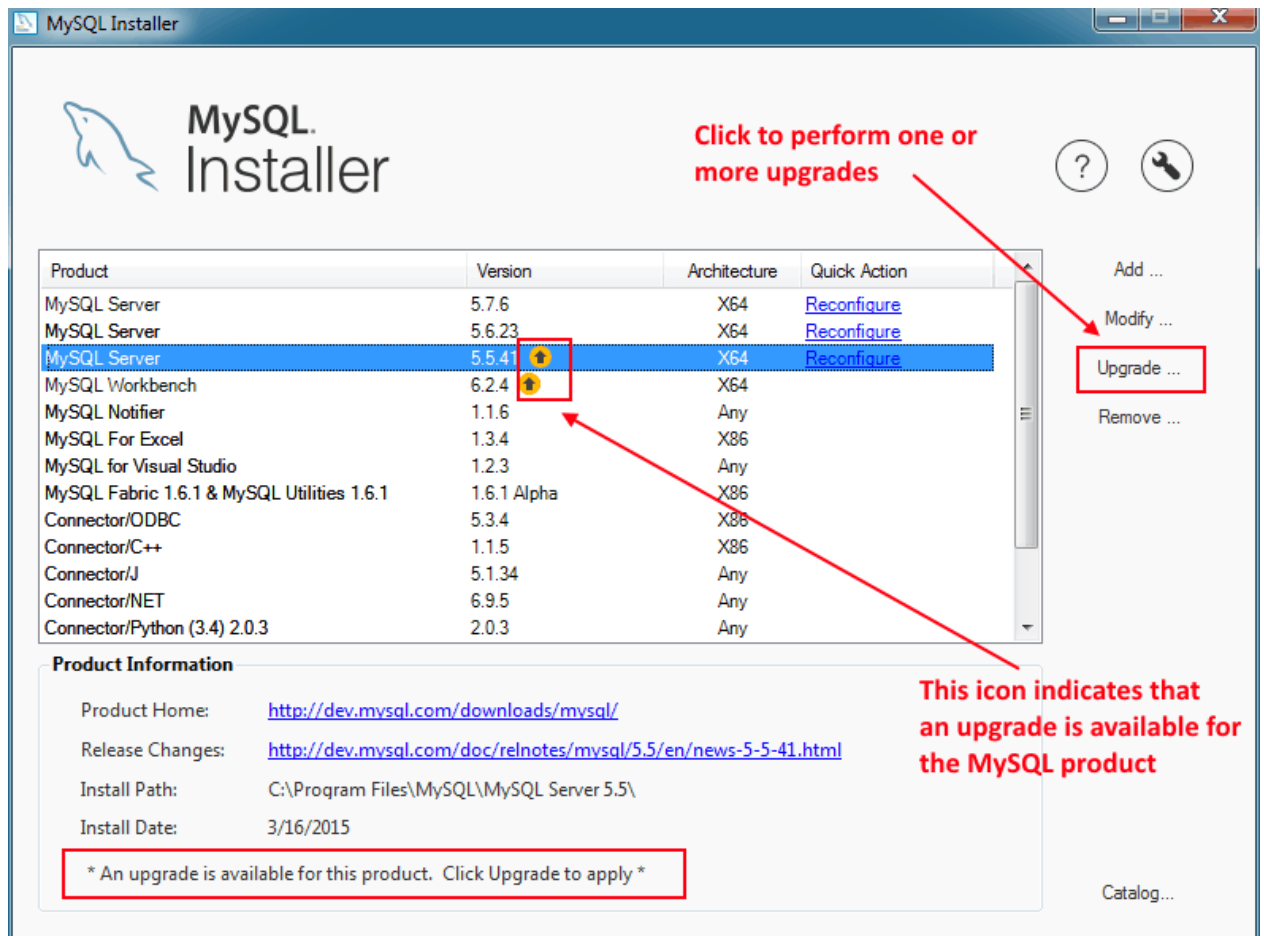 MySQL Installer
MySQL.
Installer
Click to perform one or
more upgrades
?
Product Version Architecture Quick Action
MySQL Server 5.7.6 X64 Reconfigure
MySQL Server 5.6.23 X64 Reconfigure
MySQL Server 5.5.41 X64 Reconfigure
MySQL Workbench 6.2.4 X64
MySQL Notifier 1.1.6 Any
MySQL For Excel 1.3.4 X86
MySQL for Visual Studio 1.2.3 Any
MySQL Fabric 1.6.1 & MySQL Utilities 1.6.1 1.6.1 Alpha X86
Connector/ODBC 5.3.4 X86
Connector/C++ 1.1.5 X86
Connector/J 5.1.34 Any
Connector/NET 6.9.5 Any
Connector/Python (3.4) 2.0.3 2.0.3 Any
Add ...
Modify ...
Upgrade ...
Remove ...
This icon indicates that
an upgrade is available for
the MySQL product
Product Information
Product Home: http://dev.mysql.com/downloads/mysql/
Release Changes: http://dev.mysql.com/doc/relnotes/mysql/5.5/en/news-5-5-41.html
Install Path: C:\Program Files\MySQL\MySQL Server 5.5\
Install Date: 3/16/2015
* An upgrade is available for this product. Click Upgrade to apply *
Catalog...